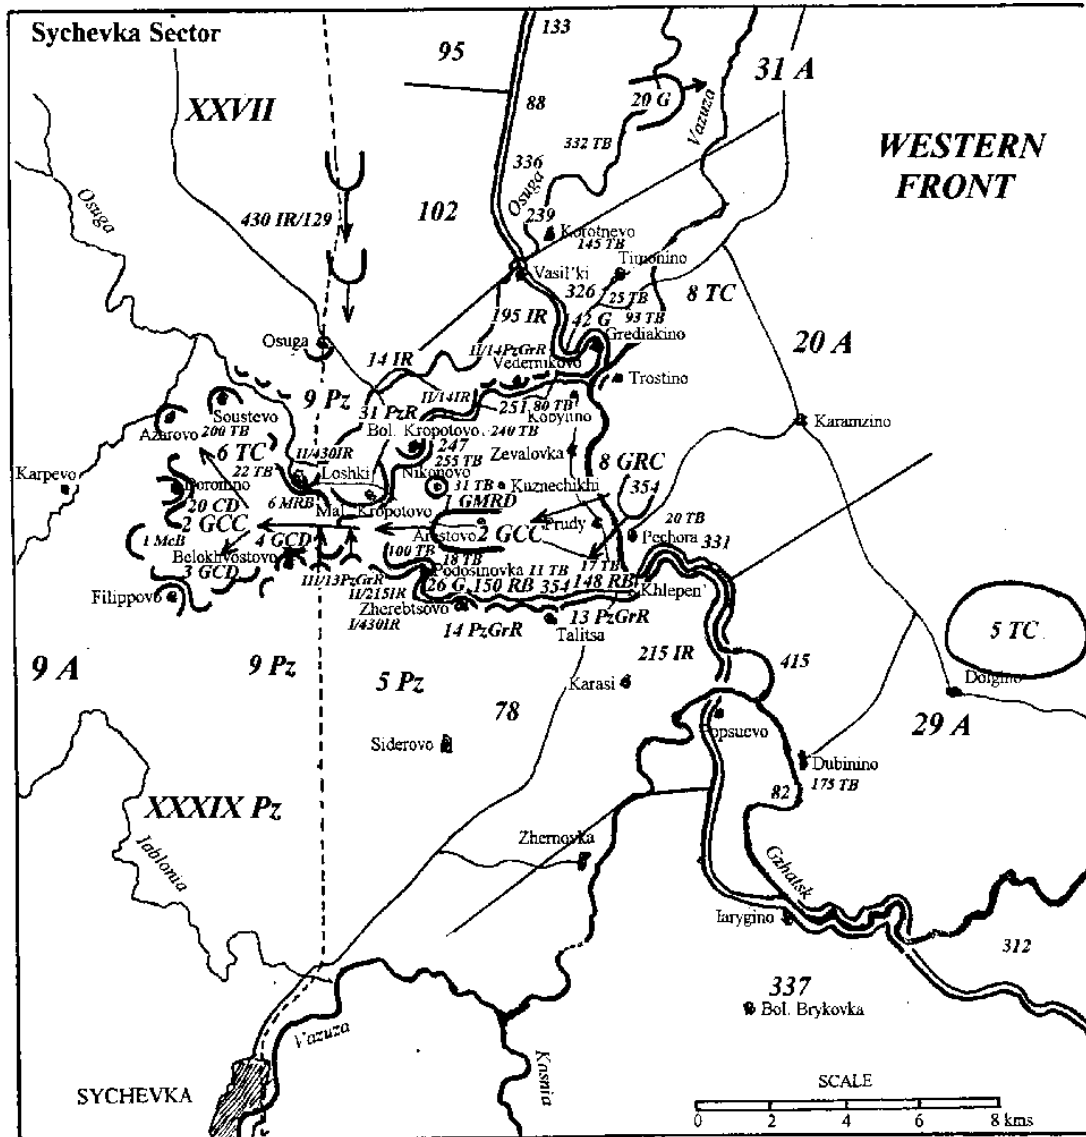 Sychevka Sector
133
95
31 A
XXVII
20 G
Vazuza
88
332 TB
WESTERN
FRONT
336
Osuga
Osuga
430 IR/129
102
239
Korotnevo
145 TB
Timonino
Vasil'ki
326
25 TB
8 TC
195 IR
42 G
93 TB
Grediakino
20 A
Osuga
14 IR
II/14PzGrR
Vedernikovo
Trostino
9 Pz
II/14IR
251
80 TB
Kobylino
Soustevo
31 PzR
Bol. Kropotovo
240 TB
Karamzino
Azarovo
200 TB
6 TC
II/430IR
247
Zevalovka
8 GRC
22 TB
Loshki
255 TB
Nikonovo
Karpevo
31 TB
Kuznechikhi
354
20 CD
6 MRB
Mal. Kropotovo
1 GMRD
2 GCC
Arestovo
2 GCC
Prudy
20 TB
1 McB
4 GCD
Pechora
331
Belokhvostovo
100 TB
18 TB
17 TB
3 GCD
Podosinovka
11 TB
III/13PzGrR
26 G
150 RB
354
148 RB
Khlepen'
Filippovo
II/215IR
Zherebtsovo
I/430IR
14 PzGrR
Talitsa
13 PzGrR
5 TC
215 IR
415
9 A
9 Pz
5 Pz
Karasi
Dolgino
78
29 A
Popsuevo
Siderovo
Dubinino
175 TB
82
XXXIX Pz
Zhernovka
Iablonia
Gzhatsk
Iarygino
312
337
Bol. Brykovka
Vazuza
Kasnia
SYCHEVKA
SCALE
0 2 4 6 8 kms